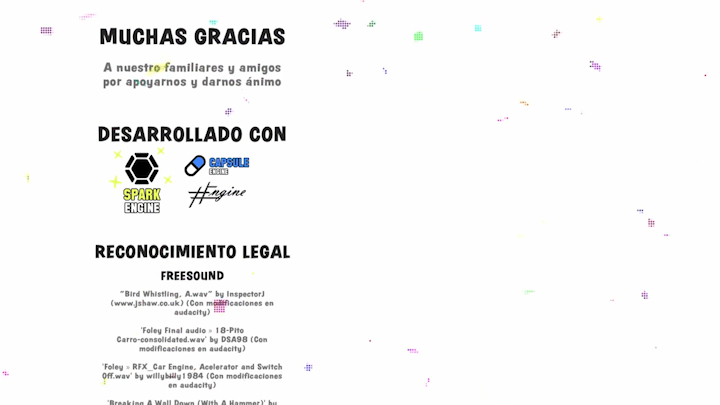 MUCHAS GRACIAS
A nuestro familiares y amigos
por apoyarnos y darnos ánimo
DESARROLLADO CON
SPARK
ENGINE
CAPSULE
ENGINE
#Engine
RECONOCIMIENTO LEGAL
FREESOUND
"Bird Whistling, A.wav" by InspectorJ
(www.jshaw.co.uk) (Con modificaciones en
audacity)
'Foley Final audio - 18-Pito
Carro-consolidated.wav' by DSA98 (Con
modificaciones en audacity)
'Foley - RFX_Car Engine, Acelerator and Switch
Off.wav' by willybilly1984 (Con modificaciones
en audacity)
'Breaking A Wall Down (With A Hammer)' by